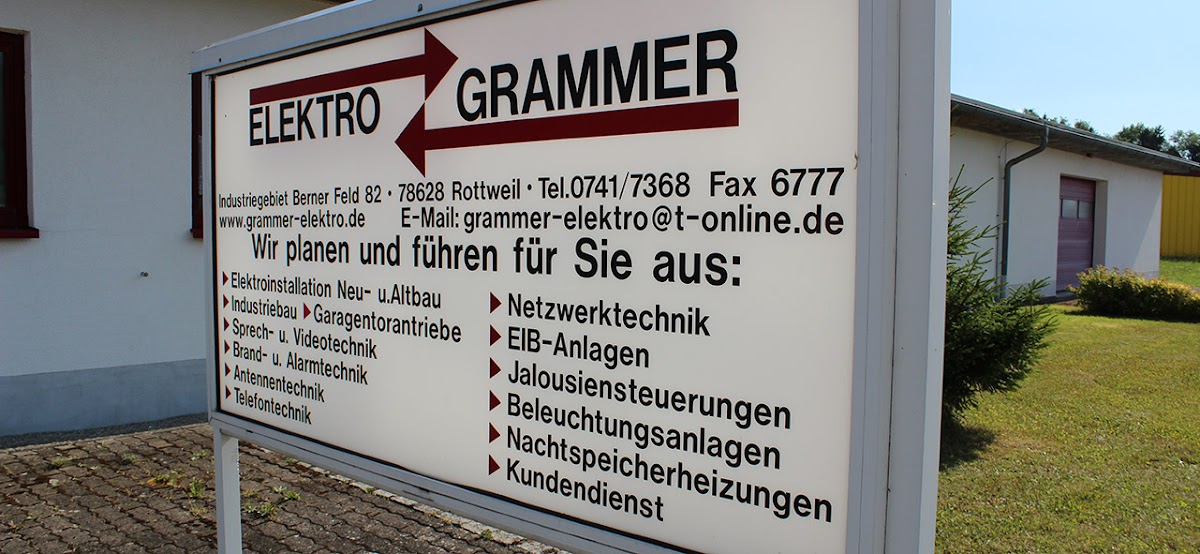 ELEKTRO GRAMMER
Industriegebiet Berner Feld 82 · 78628 Rottweil · Tel.0741/7368 Fax 6777
www.grammer-elektro.de E-Mail: grammer-elektro@t-online.de
Wir planen und führen für Sie aus:
Elektroinstallation Neu- u.Altbau
Industriebau Garagentorantriebe
Sprech- u. Videotechnik
Brand- u. Alarmtechnik
Antennentechnik
Telefontechnik
Netzwerktechnik
EIB-Anlagen
Jalousiensteuerungen
Beleuchtungsanlagen
Nachtspeicherheizungen
Kundendienst